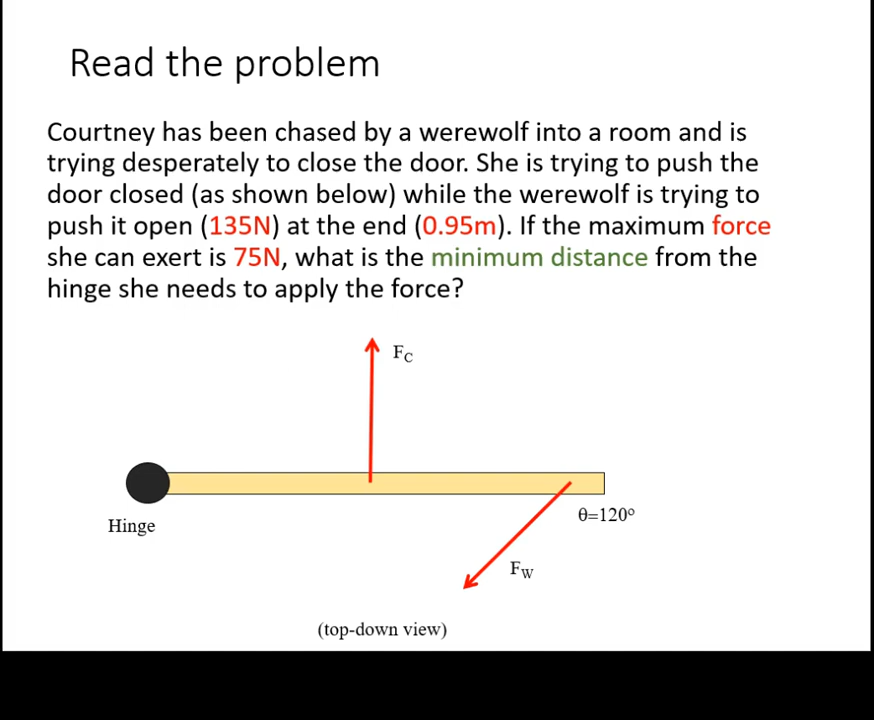 Read the problem
Courtney has been chased by a werewolf into a room and is
trying desperately to close the door. She is trying to push the
door closed (as shown below) while the werewolf is trying to
push it open (135N) at the end (0.95m). If the maximum force
she can exert is 75N, what is the minimum distance from the
hinge she needs to apply the force?
FC
Hinge
θ=120°
FW
(top-down view)